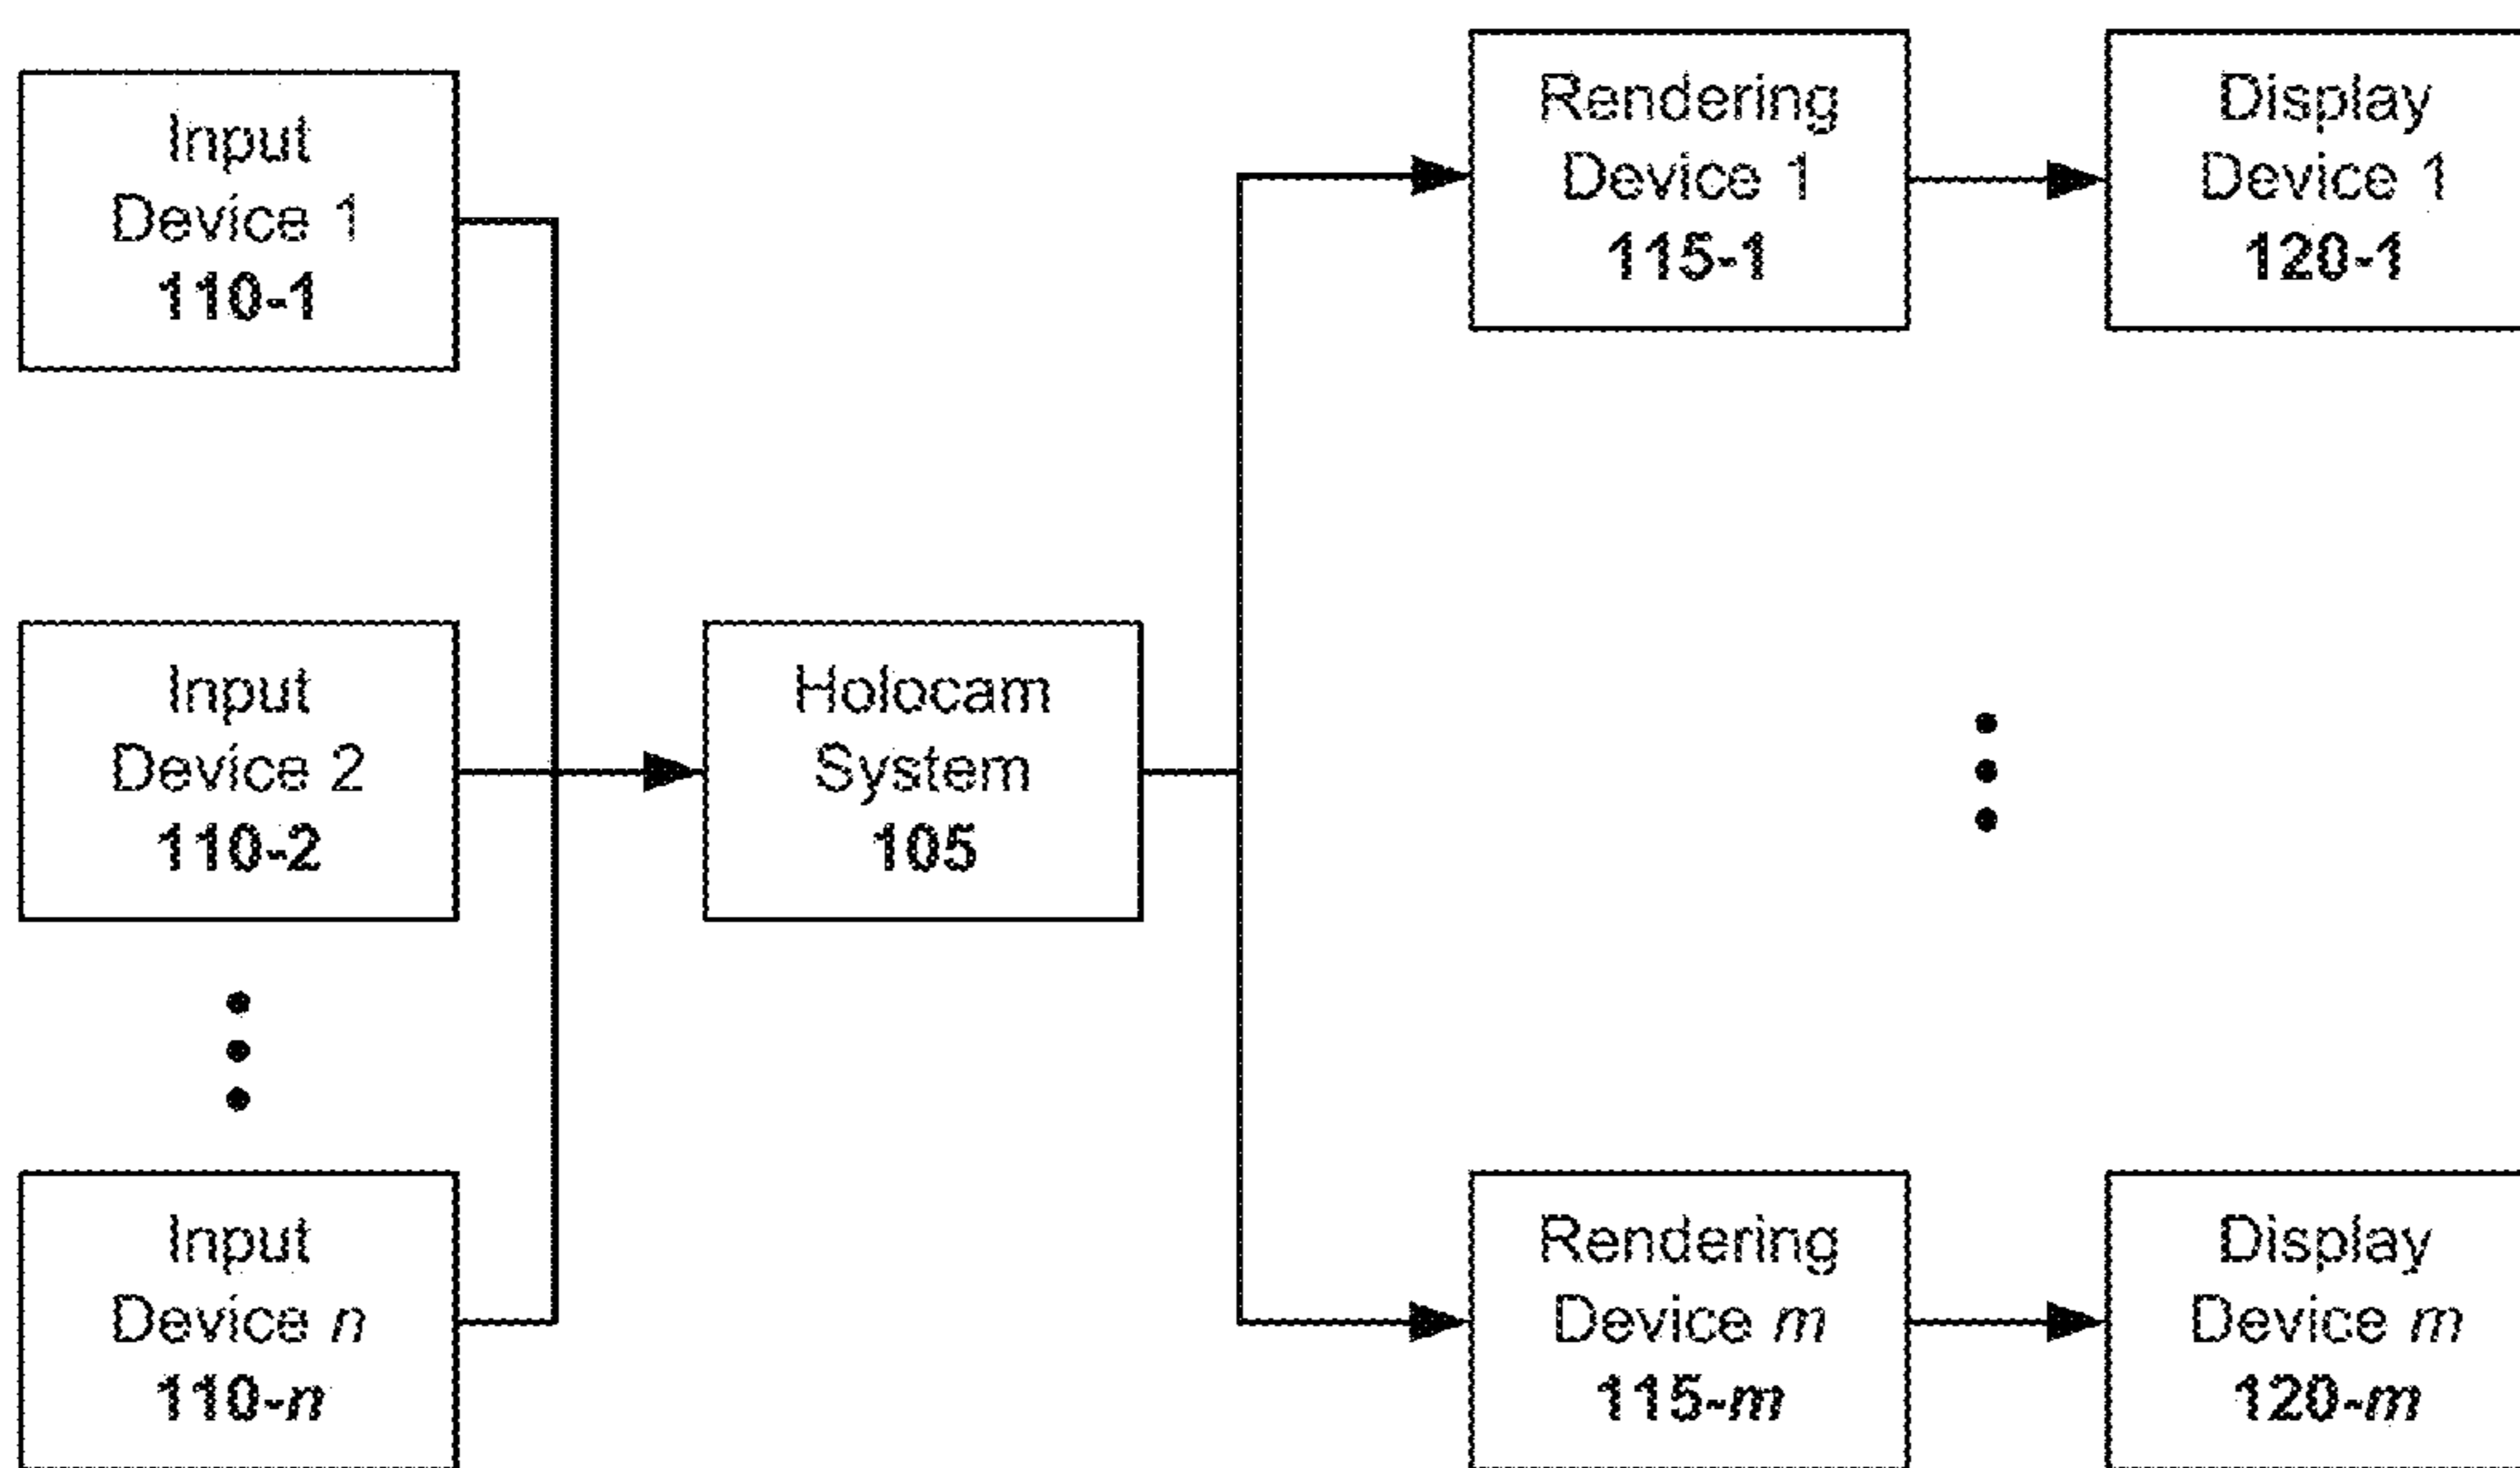 Input
Device 1
110-1
Rendering
Device 1
115-1
Display
Device 1
120-1
Input
Device 2
110-2
Holocam
System
105
Input
Device n
110-n
Rendering
Device m
115-m
Display
Device m
120-m